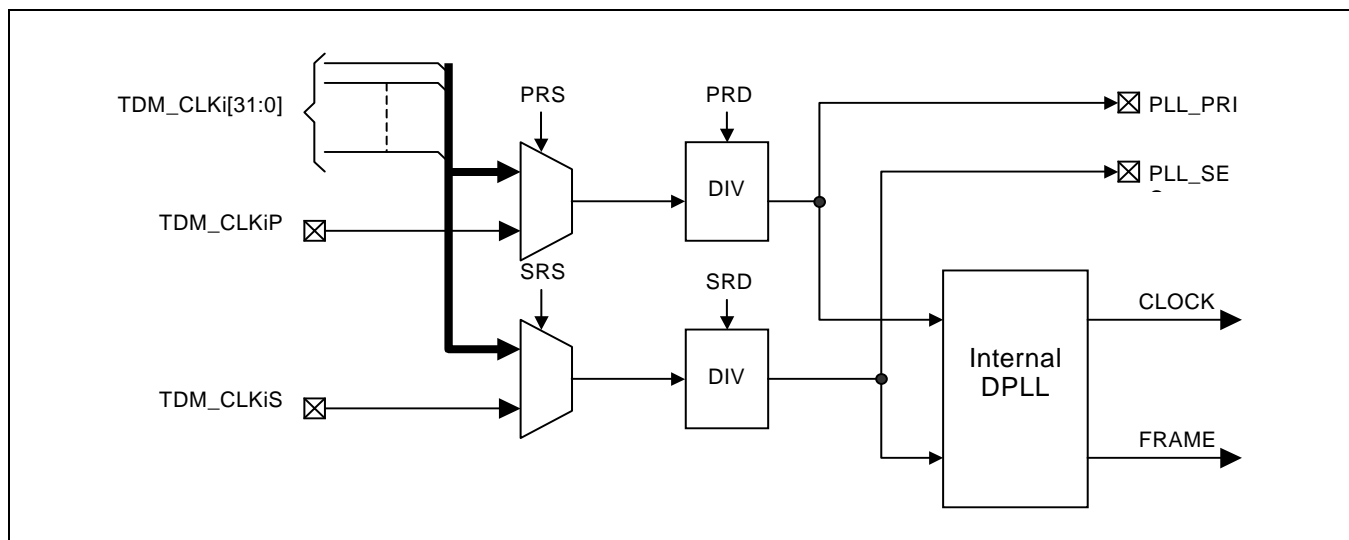 TDM_CLKi[31:0]
PRS
PRD
PLL_PRI
DIV
PLL_SE
TDM_CLKiP
SRS
SRD
CLOCK
Internal
DPLL
DIV
TDM_CLKiS
FRAME